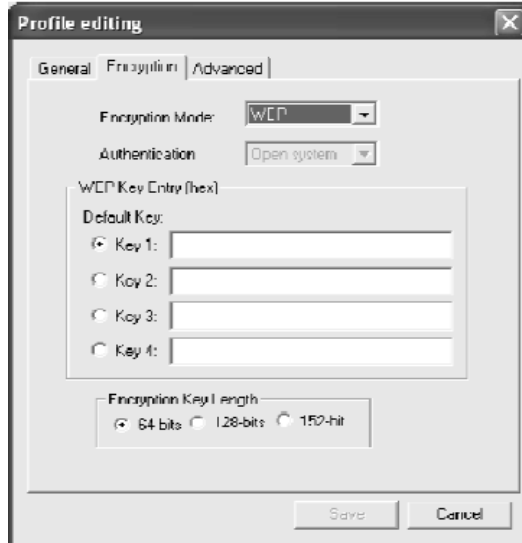 Profile editing
General Encryption Advanced
Encryption Mode: WEP
Authentication Open system
WEP Key Entry (hex)
Default Key:
Key 1:
Key 2:
Key 3:
Key 4:
Encryption Key Length
64 bits 128-bits 152-bit
Save Cancel